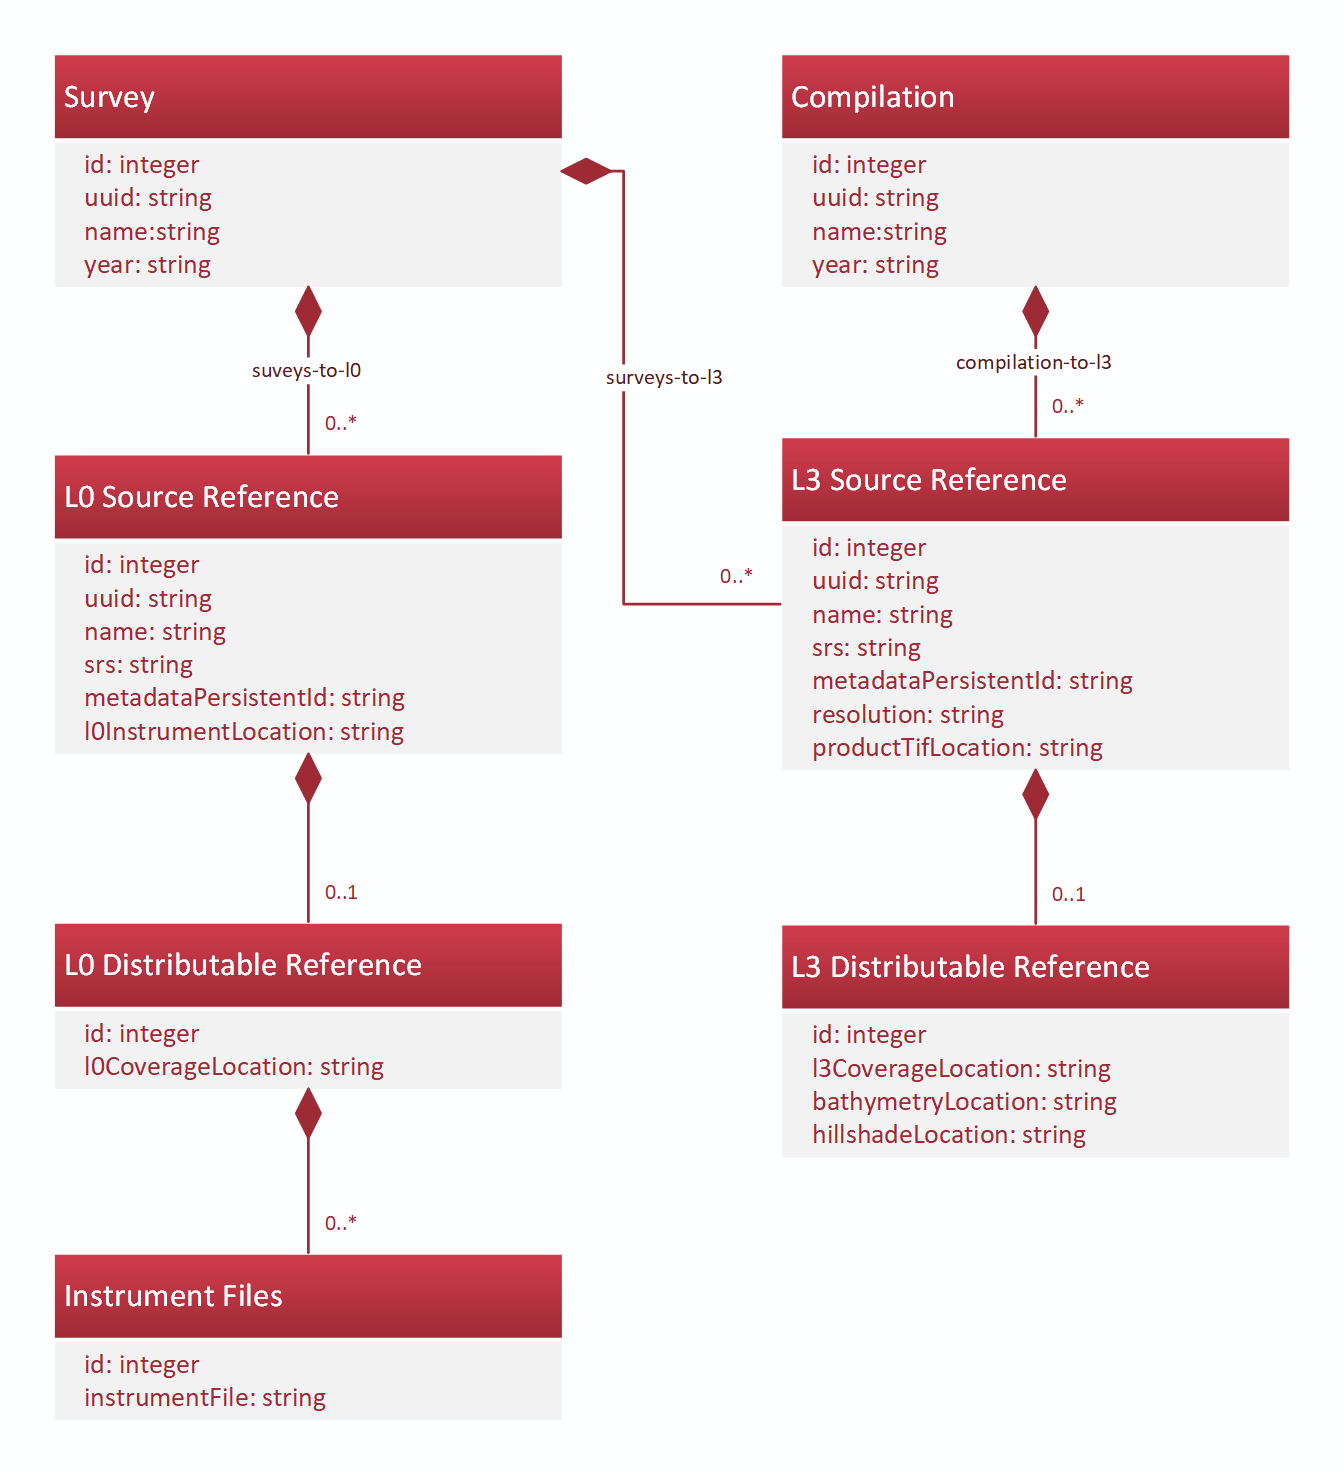 Survey
id: integer
uuid: string
name:string
year: string
suveys-to-l0
0..*
surveys-to-l3
0..*
Compilation
id: integer
uuid: string
name:string
year: string
compilation-to-l3
0..*
L0 Source Reference
id: integer
uuid: string
name: string
srs: string
metadataPersistentId: string
l0InstrumentLocation: string
0..1
L3 Source Reference
id: integer
uuid: string
name: string
srs: string
metadataPersistentId: string
resolution: string
productTifLocation: string
0..1
L0 Distributable Reference
id: integer
l0CoverageLocation: string
0..*
L3 Distributable Reference
id: integer
l3CoverageLocation: string
bathymetryLocation: string
hillshadeLocation: string
Instrument Files
id: integer
instrumentFile: string